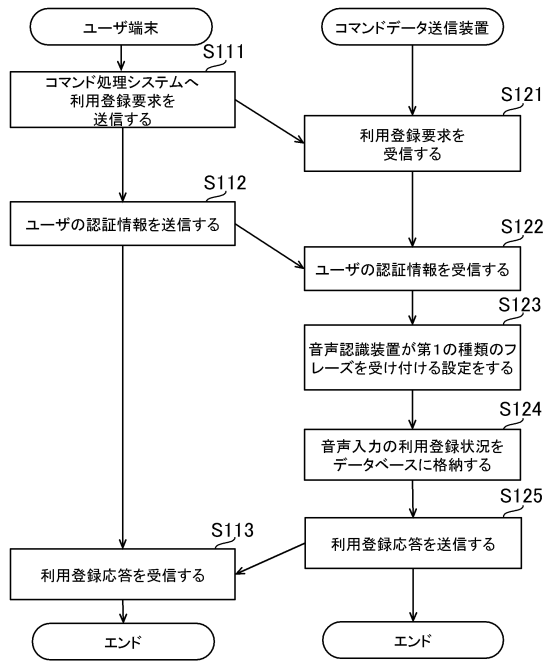 ユーザ端末
コマンドデータ送信装置
S111
コマンド処理システムへ
利用登録要求を
送信する
S121
利用登録要求を
受信する
S112
ユーザの認証情報を送信する
S122
ユーザの認証情報を受信する
S123
音声認識装置が第1の種類のフ
レーズを受け付ける設定をする
S124
音声入力の利用登録状況を
データベースに格納する
S125
利用登録応答を送信する
S113
利用登録応答を受信する
エンド
エンド